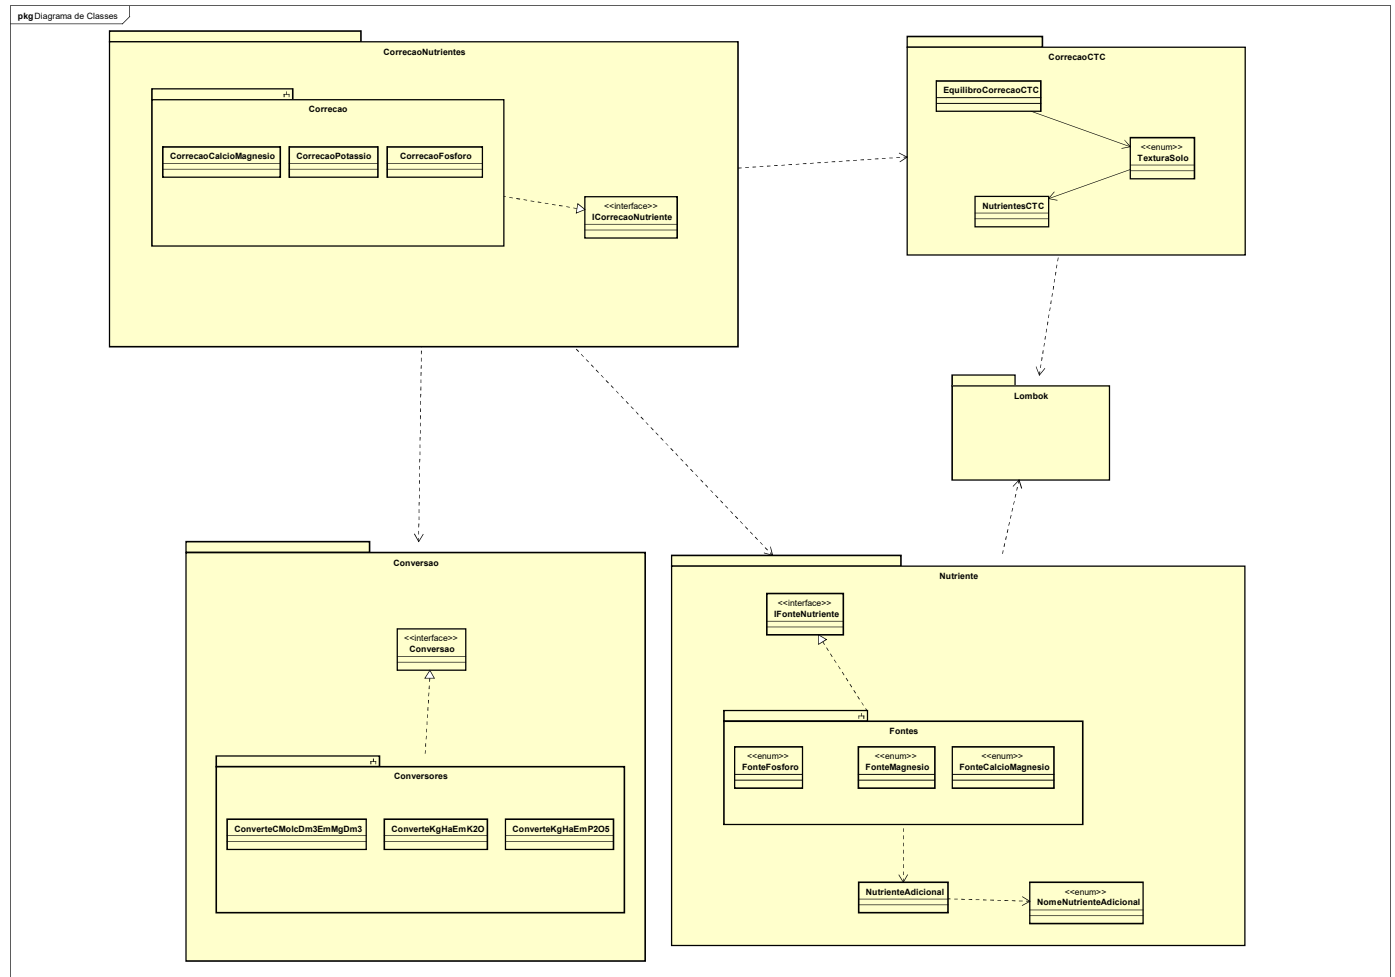 pkg Diagrama de Classes
CorrecaoNutrientes
Correcao
CorrecaoCalcioMagnesio
CorrecaoPotassio
CorrecaoFosforo
<<interface>>
ICorrecaoNutriente
CorrecaoCTC
EquilibroCorrecaoCTC
<<enum>>
TexturaSolo
NutrientesCTC
Lombok
Conversao
<<interface>>
Conversao
Conversores
ConverteCMolcDm3EmMgDm3
ConverteKgHaEmK2O
ConverteKgHaEmP2O5
Nutriente
<<interface>>
IFonteNutriente
Fontes
<<enum>>
FonteFosforo
<<enum>>
FonteMagnesio
<<enum>>
FonteCalcioMagnesio
NutrienteAdicional
<<enum>>
NomeNutrienteAdicional